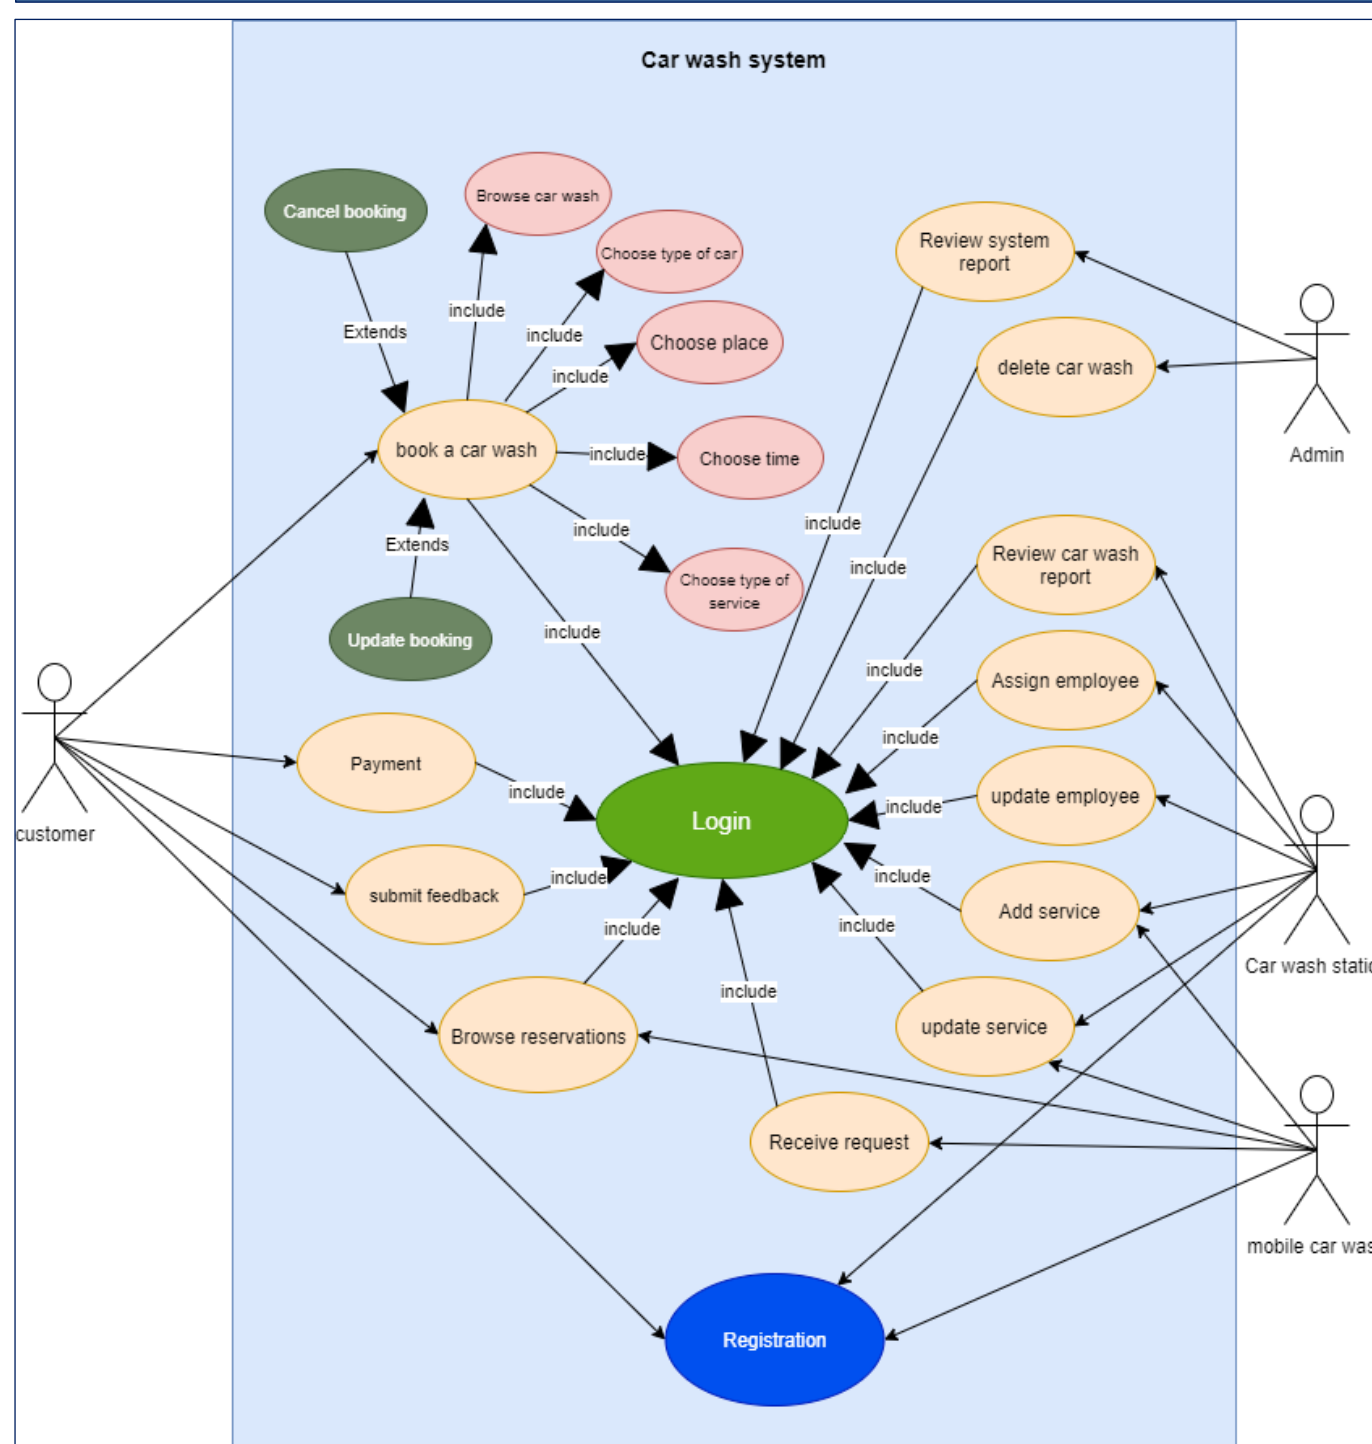 Car wash system
Cancel booking
Browse car wash
Choose type of car
Choose place
Choose time
Choose type of
service
include
include
include
include
include
Extends
Extends
book a car wash
Update booking
include
Review system
report
delete car wash
Admin
include
include
Review car wash
report
Assign employee
update employee
Add service
update service
include
include
include
include
include
customer
Payment
include
Login
submit feedback
include
include
Browse reservations
include
Receive request
Car wash
mobile car
Registration